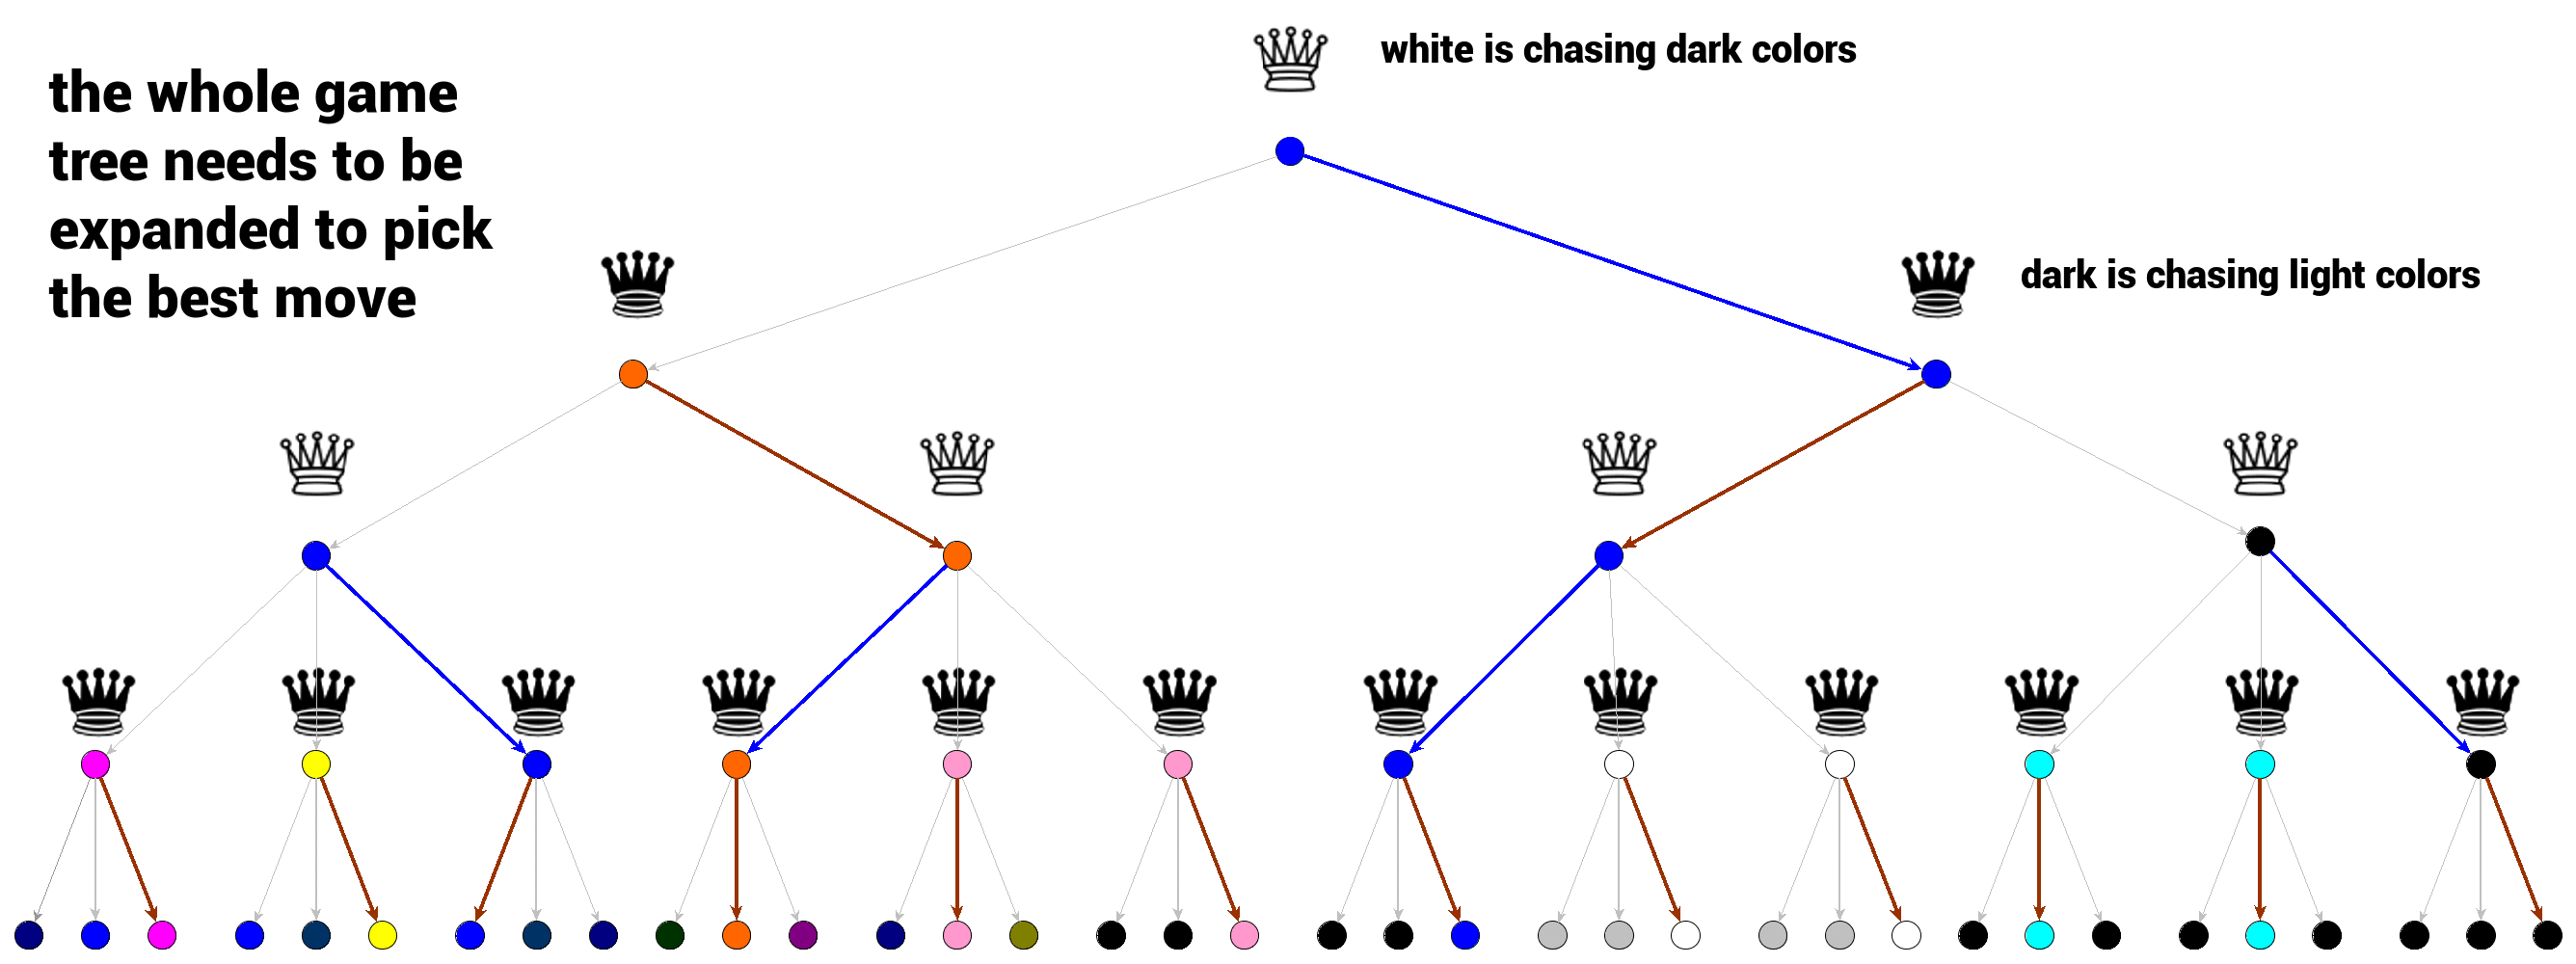 white is chasing dark colors
the whole game
tree needs to be
expanded to pick
the best move
dark is chasing light colors